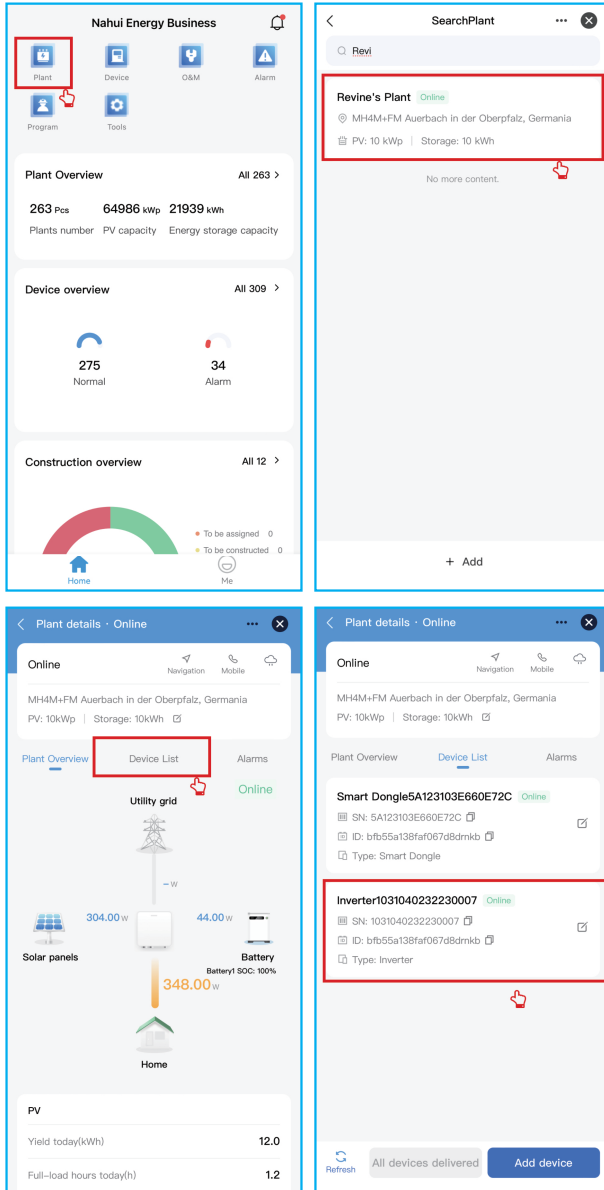 Nahui Energy Business
Plant
Device
O&M
Alarm
Program
Tools
Plant Overview
All 263 >
263 Pcs 64986 kWp 21939 kWh
Plants number PV capacity Energy storage capacity
Device overview
All 309 >
275
Normal
34
Alarm
Construction overview
All 12 >
To be assigned 0
To be constructed 0
Home
Me
SearchPlant
Revi
Revine's Plant Online
MH4M+FM Auerbach in der Oberpfalz, Germania
PV: 10 kWp | Storage: 10 kWh
No more content.
+ Add
Plant details · Online
Online
Navigation
Mobile
MH4M+FM Auerbach in der Oberpfalz, Germania
PV: 10kWp | Storage: 10kWh
Plant Overview
Device List
Alarms
Online
Utility grid
– W
304.00 W
44.00 W
Solar panels
Battery
Battery1 SOC: 100%
348.00 W
Home
PV
Yield today(kWh) 12.0
Full-load hours today(h) 1.2
Plant details · Online
Online
Navigation
Mobile
MH4M+FM Auerbach in der Oberpfalz, Germania
PV: 10kWp | Storage: 10kWh
Plant Overview
Device List
Alarms
Smart Dongle5A123103E660E72C Online
SN: 5A123103E660E72C
ID: bfb55a138faf067d8drnkb
Type: Smart Dongle
Inverter1031040232230007 Online
SN: 1031040232230007
ID: bfb55a138faf067d8drnkb
Type: Inverter
Refresh
All devices delivered
Add device